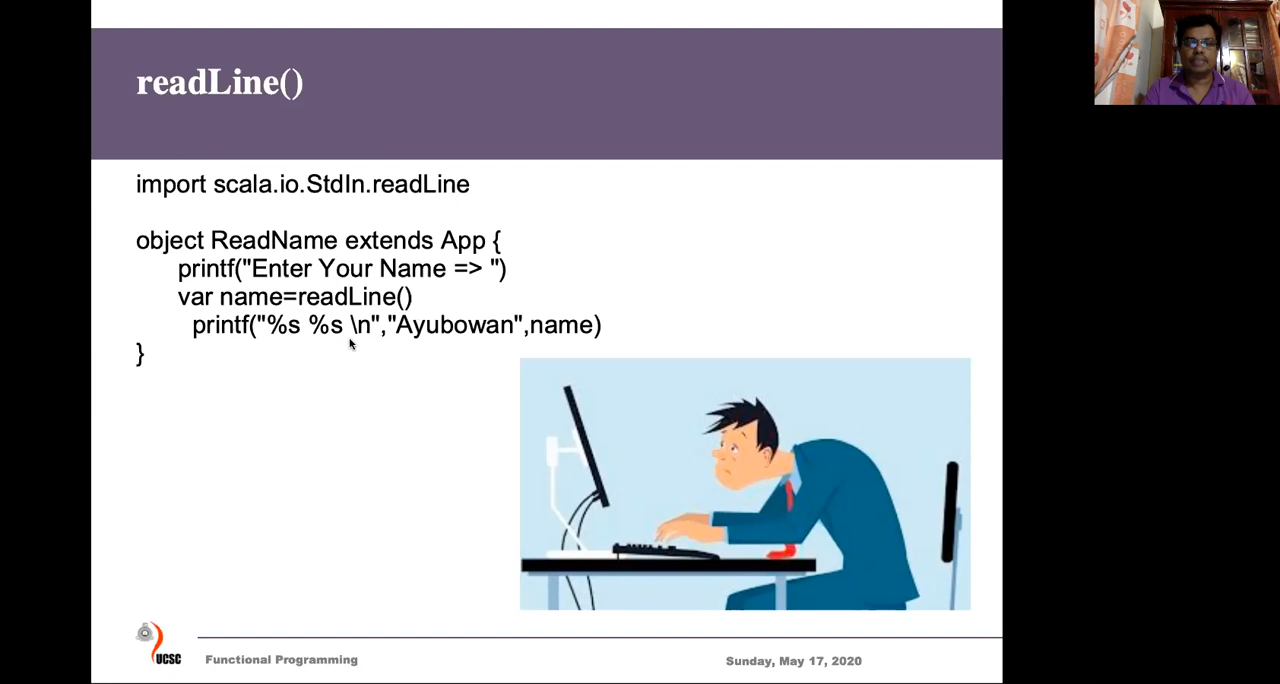 readLine()
import scala.io.StdIn.readLine
object ReadName extends App {
printf("Enter Your Name => ")
var name=readLine()
printf("%s %s \n","Ayubowan",name)
}
UCSC
Functional Programming
Sunday, May 17, 2020